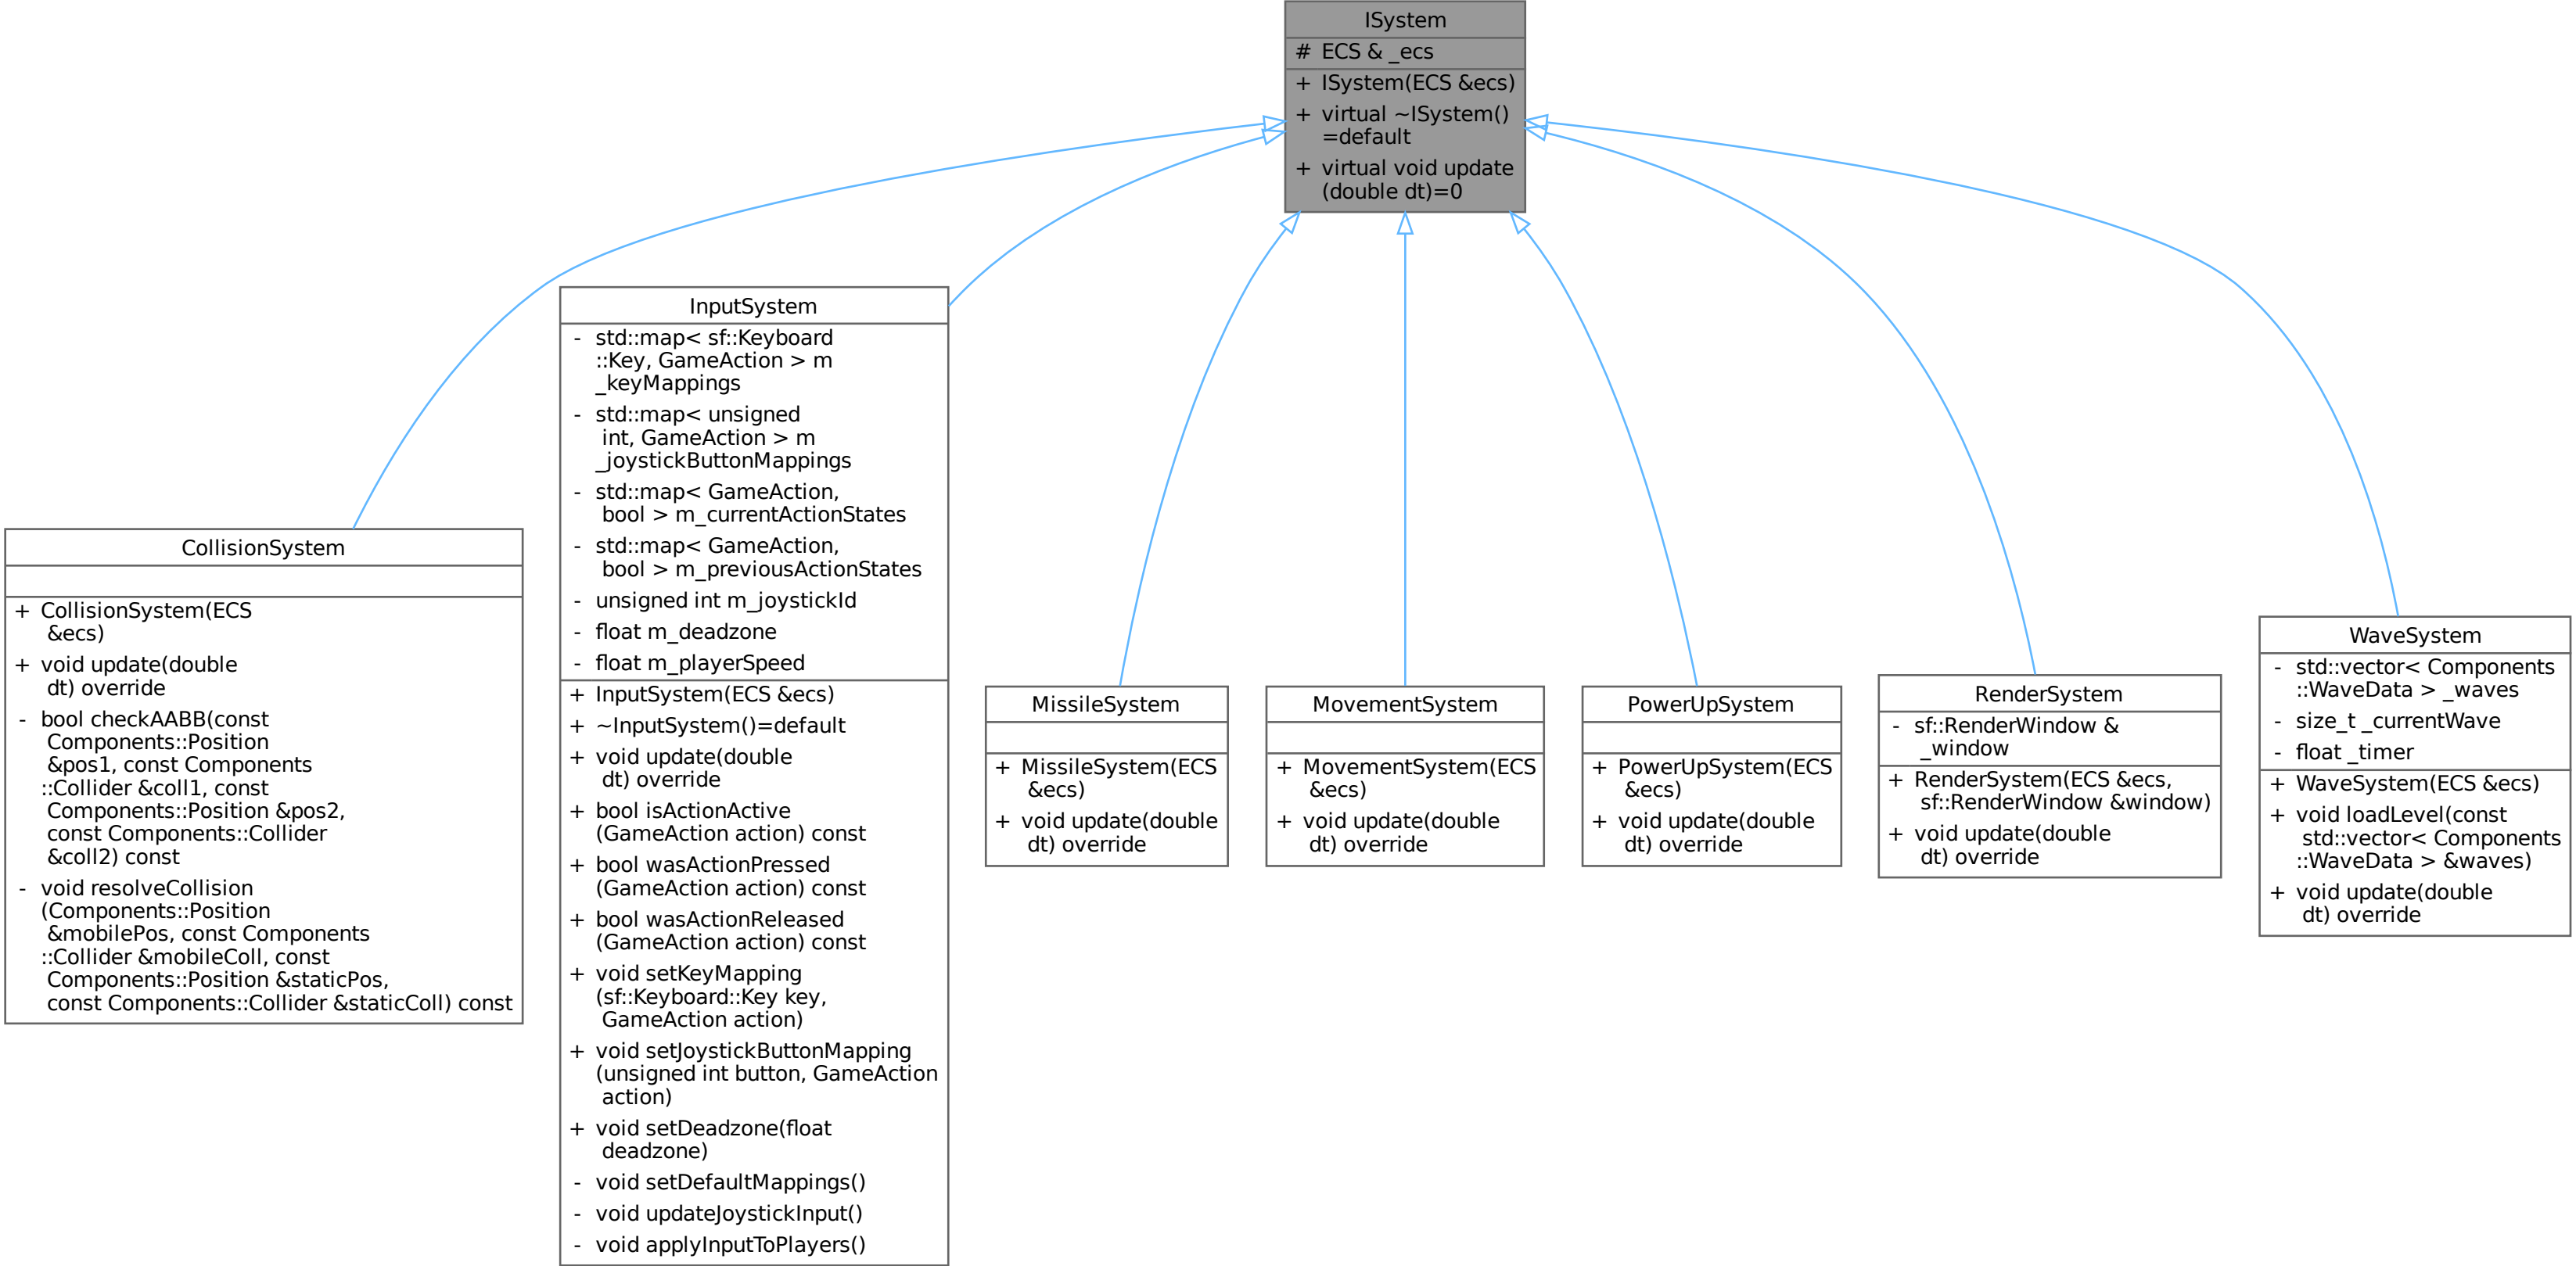 ISystem
# ECS & _ecs
+ ISystem(ECS &ecs)
+ virtual ~ISystem()
=default
+ virtual void update
(double dt)=0
CollisionSystem
+ CollisionSystem(ECS
&ecs)
+ void update(double
dt) override
- bool checkAABB(const
Components::Position
&pos1, const Components
::Collider &coll1, const
Components::Position &pos2,
const Components::Collider
&coll2) const
- void resolveCollision
(Components::Position
&mobilePos, const Components
::Collider &mobileColl, const
Components::Position &staticPos,
const Components::Collider &staticColl) const
InputSystem
- std::map< sf::Keyboard
::Key, GameAction > m
_keyMappings
- std::map< unsigned
int, GameAction > m
_joystickButtonMappings
- std::map< GameAction,
bool > m_currentActionStates
- std::map< GameAction,
bool > m_previousActionStates
- unsigned int m_joystickId
- float m_deadzone
- float m_playerSpeed
+ InputSystem(ECS &ecs)
+ ~InputSystem()=default
+ void update(double
dt) override
+ bool isActionActive
(GameAction action) const
+ bool wasActionPressed
(GameAction action) const
+ bool wasActionReleased
(GameAction action) const
+ void setKeyMapping
(sf::Keyboard::Key key,
GameAction action)
+ void setJoystickButtonMapping
(unsigned int button, GameAction
action)
+ void setDeadzone(float
deadzone)
- void setDefaultMappings()
- void updateJoystickInput()
- void applyInputToPlayers()
MissileSystem
+ MissileSystem(ECS
&ecs)
+ void update(double
dt) override
MovementSystem
+ MovementSystem(ECS
&ecs)
+ void update(double
dt) override
PowerUpSystem
+ PowerUpSystem(ECS
&ecs)
+ void update(double
dt) override
RenderSystem
- sf::RenderWindow &
_window
+ RenderSystem(ECS &ecs,
sf::RenderWindow &window)
+ void update(double
dt) override
WaveSystem
- std::vector< Components
::WaveData > _waves
- size_t _currentWave
- float _timer
+ WaveSystem(ECS &ecs)
+ void loadLevel(const
std::vector< Components
::WaveData > &waves)
+ void update(double
dt) override